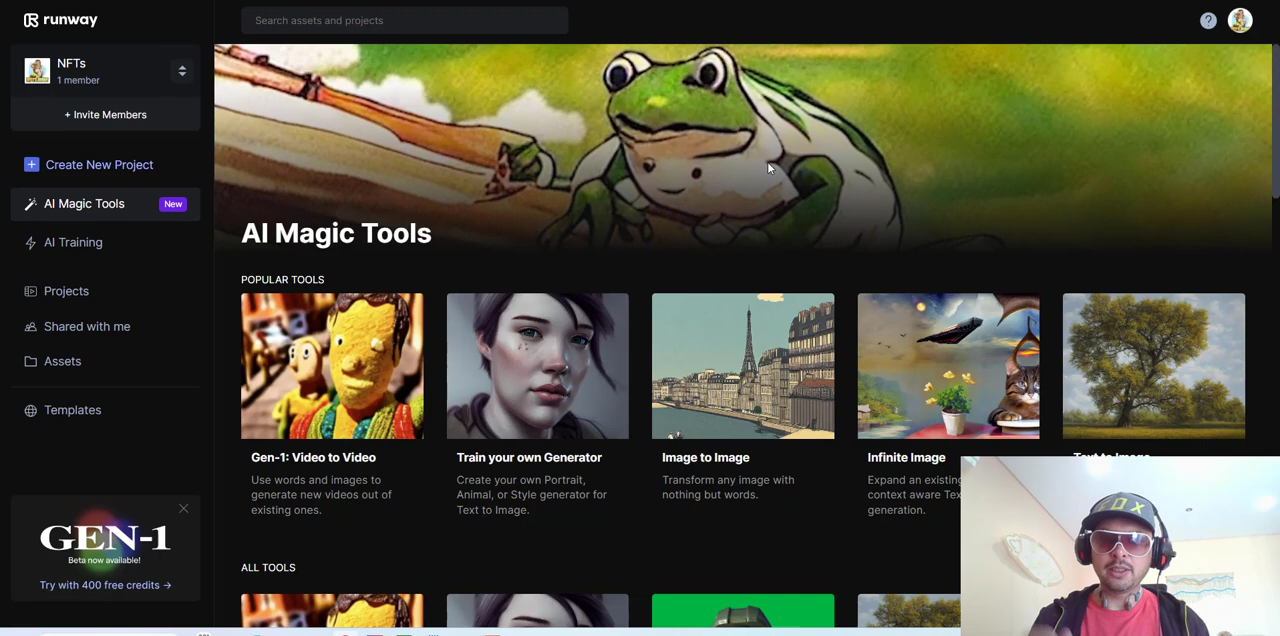 runway
Search assets and projects
?
NFTs
1 member
+ Invite Members
Create New Project
AI Magic Tools
New
AI Training
Projects
Shared with me
Assets
Templates
GEN-1
Beta now available!
Try with 400 free credits →
AI Magic Tools
POPULAR TOOLS
Gen-1: Video to Video
Use words and images to
generate new videos out of
existing ones.
Train your own Generator
Create your own Portrait,
Animal, or Style generator for
Text to Image.
Image to Image
Transform any image with
nothing but words.
Infinite Image
Expand an existing
context aware
generation.
Text to Image
ALL TOOLS
FOX